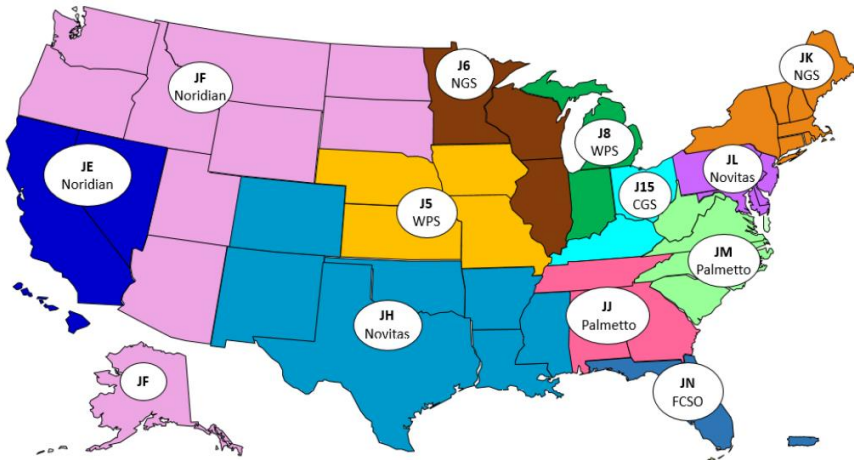 JF
Noridian
J6
NGS
JK
NGS
JE
Noridian
J8
WPS
JL
Novitas
J15
CGS
J5
WPS
JM
Palmetto
JH
Novitas
JJ
Palmetto
JF
JN
FCSO